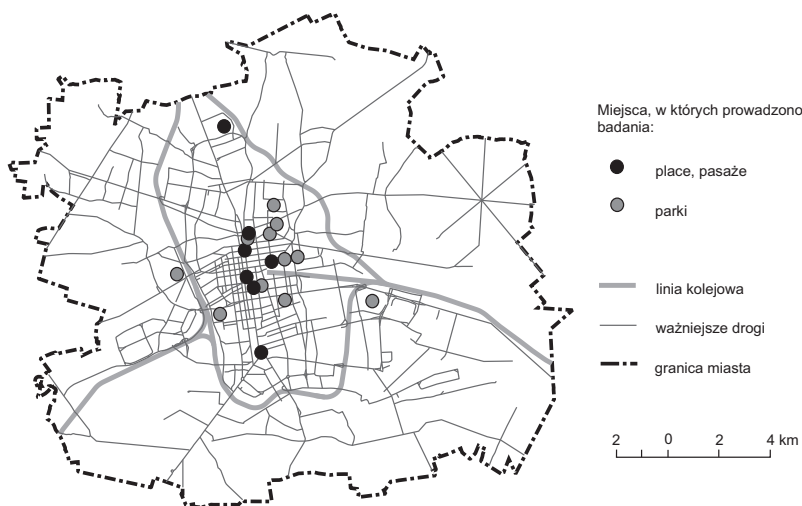 Miejsca, w których prowadzono
badania:
place, pasaże
parki
linia kolejowa
ważniejsze drogi
granica miasta
2 0 2 4 km